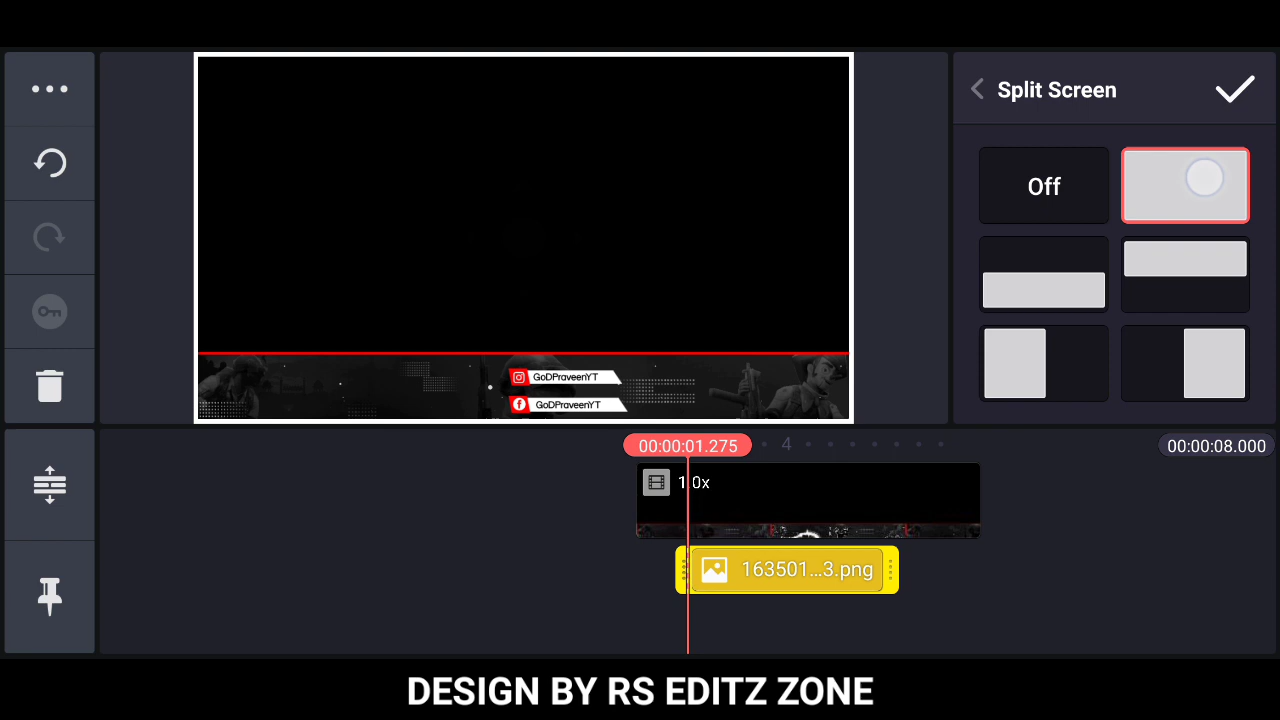 Split Screen
Off
GoDPraveenYT
GoDPraveenYT
00:00:01.275
4
00:00:08.000
1.0x
163501...3.png
DESIGN BY RS EDITZ ZONE